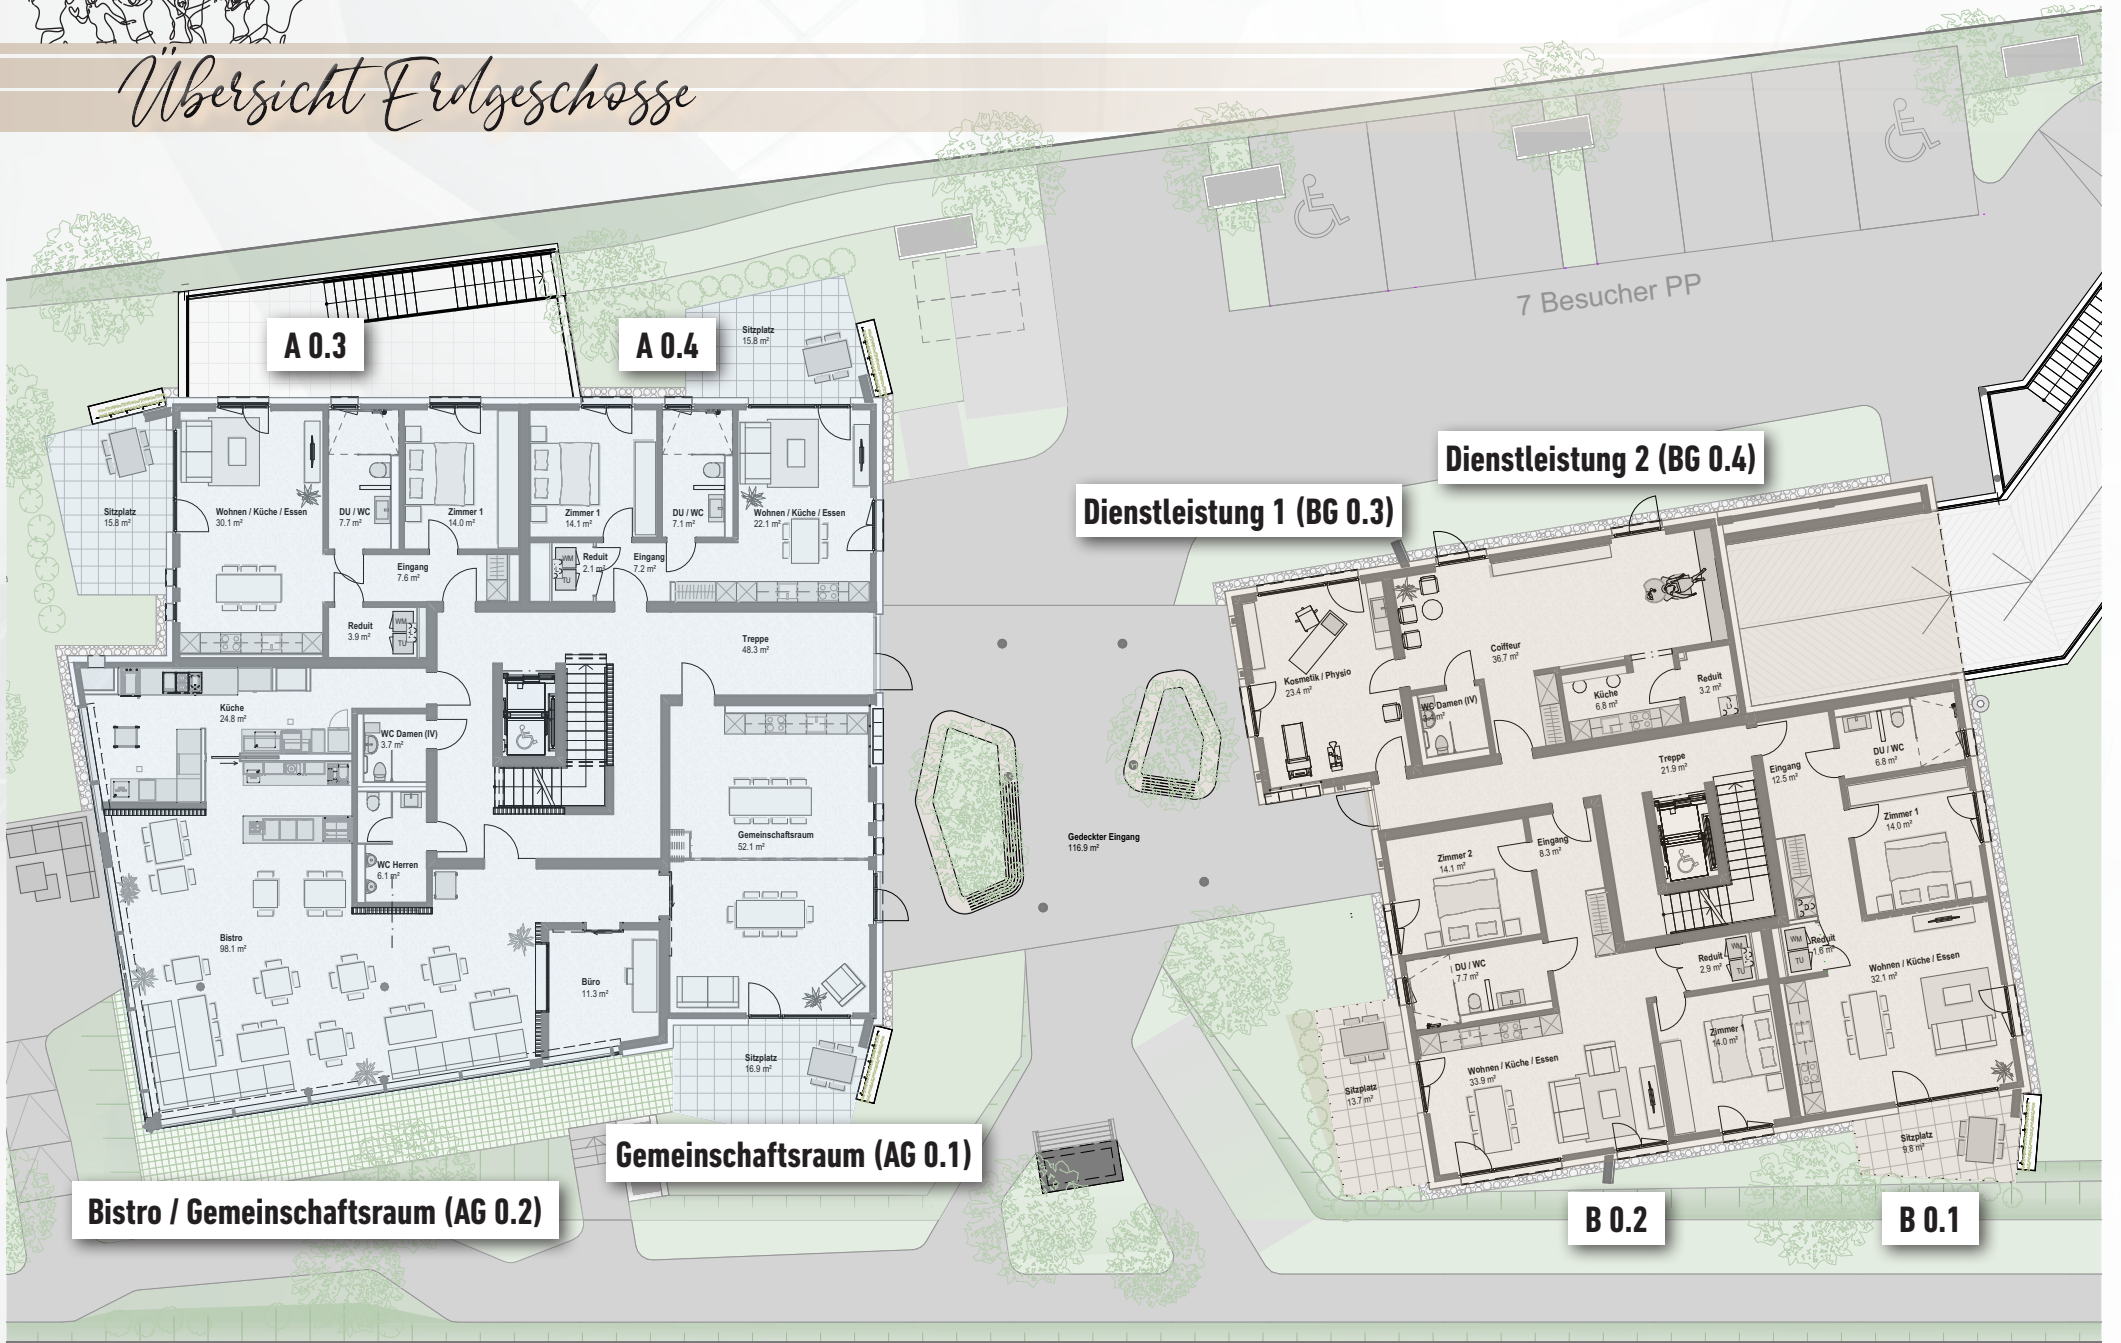 Übersicht Erdgeschosse
7 Besucher PP
A 0.3
A 0.4
Sitzplatz
15.8 m²
Sitzplatz
15.8 m²
Wohnen / Küche / Essen
30.1 m²
DU / WC
7.7 m²
Zimmer 1
14.0 m²
Zimmer 1
14.1 m²
DU / WC
7.1 m²
Wohnen / Küche / Essen
22.1 m²
Eingang
7.6 m²
WM
TU
Reduit
2.1 m²
Eingang
7.2 m²
Reduit
3.9 m²
WM
TU
Treppe
48.3 m²
Küche
24.8 m²
WC Damen (IV)
3.7 m²
WC Herren
6.1 m²
Gemeinschaftsraum
52.1 m²
Bistro
98.1 m²
Büro
11.3 m²
Sitzplatz
16.9 m²
Gemeinschaftsraum (AG 0.1)
Bistro / Gemeinschaftsraum (AG 0.2)
Gedeckter Eingang
116.9 m²
Dienstleistung 2 (BG 0.4)
Dienstleistung 1 (BG 0.3)
Kosmetik / Physio
23.4 m²
Coiffeur
36.7 m²
WC Damen (IV)
Küche
6.8 m²
Reduit
3.2 m²
Treppe
21.9 m²
Eingang
12.5 m²
DU / WC
6.8 m²
Zimmer 1
14.0 m²
Zimmer 2
14.1 m²
Eingang
8.3 m²
DU / WC
7.7 m²
Reduit
2.9 m²
WM
TU
WM
TU
Reduit
1.6 m²
Wohnen / Küche / Essen
32.1 m²
Zimmer 1
14.0 m²
Wohnen / Küche / Essen
33.9 m²
Sitzplatz
13.7 m²
Sitzplatz
9.8 m²
B 0.2
B 0.1